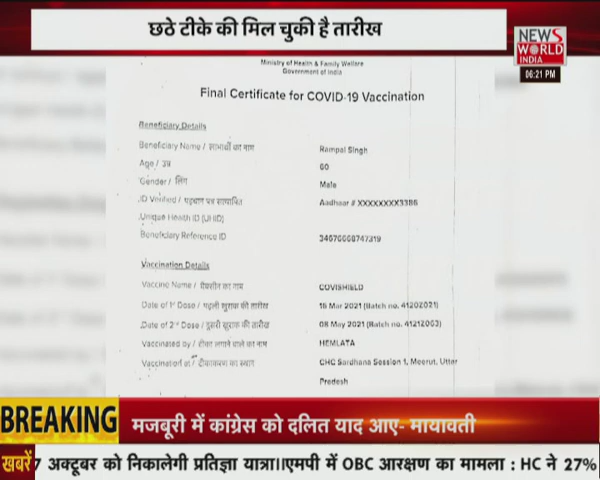 छठे टीके की मिल चुकी है तारीख
NEWS
WORLD
INDIA
06:21 PM
Ministry of Health & Family Welfare
Government of India
Final Certificate for COVID-19 Vaccination
Beneficiary Details
Beneficiary Name / लाभार्थी का नाम Rampal Singh
Age / उम्र
Gender / लिंग Male
ID Verified / पहचान पत्र सत्यापित Aadhaar # XXXXXXXX3386
Unique Health ID (UHID)
Beneficiary Reference ID
Vaccination Details
Vaccine Name / वैक्सीन का नाम COVISHIELD
Date of 1st Dose / पहली खुराक की तारीख Mar 2021 (Batch no. 41202021)
Date of 2nd Dose / दूसरी खुराक की तारीख 08 May 2021 (Batch no.
Vaccinated by / टीका लगाने वाले का नाम HEMLATA
Vaccination at / टीकाकरण का स्थान CHC Sardhana Session 1, Meerut, Uttar
Pradesh
BREAKING मजबूरी में कांग्रेस को दलित याद आए- मायावती
खबरें 7 अक्टूबर को निकालेगी प्रतिज्ञा यात्रा।।एमपी में OBC आरक्षण का मामला : HC ने 27%